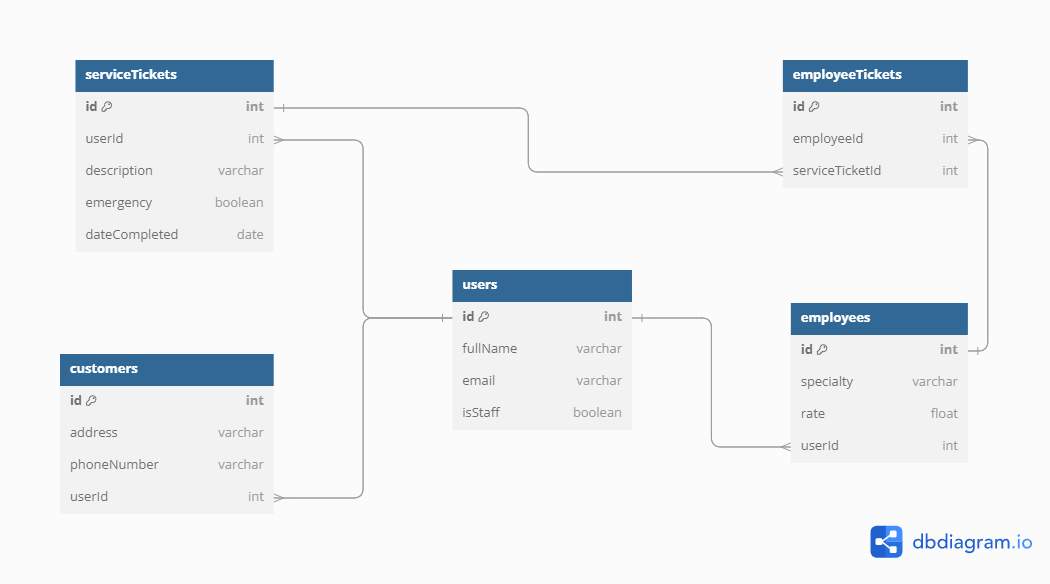 serviceTickets
id int
userId int
description varchar
emergency boolean
dateCompleted date
employeeTickets
id int
employeeId int
serviceTicketId int
users
id int
fullName varchar
email varchar
isStaff boolean
employees
id int
specialty varchar
rate float
userId int
customers
id int
address varchar
phoneNumber varchar
userId int
dbdiagram.io